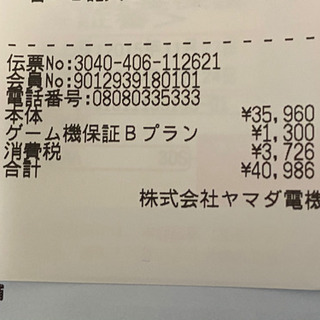 伝票No:3040-406-112621
会員No:9012939180101
電話番号:08080335333
本体 ¥35,960
ゲーム機保証Bプラン ¥1,300
消費税 ¥3,726
合計 ¥40,986
株式会社ヤマダ電機